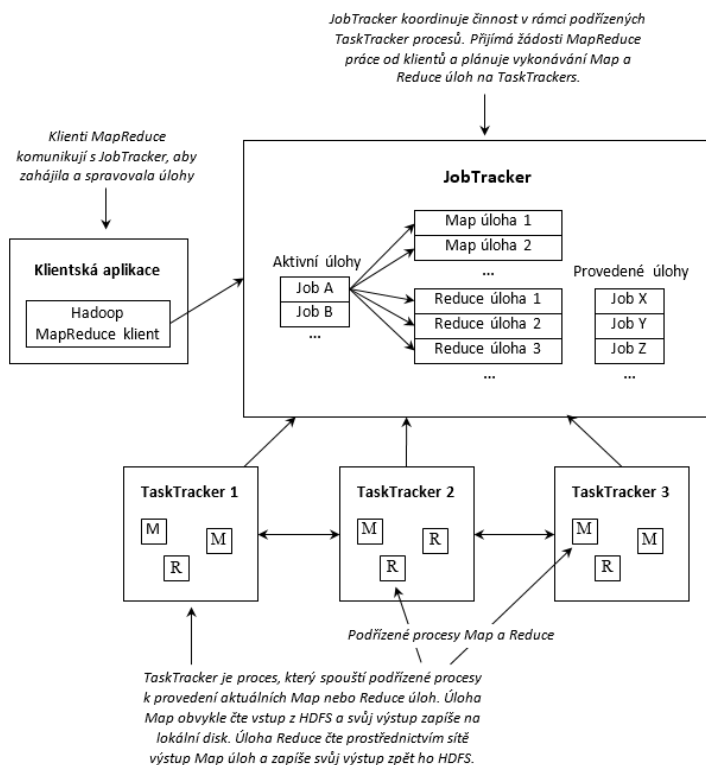 JobTracker koordinuje činnost v rámci podřízených
TaskTracker procesů. Přijímá žádosti MapReduce
práce od klientů a plánuje vykonávání Map a
Reduce úloh na TaskTrackers.
Klienti MapReduce
komunikují s JobTracker, aby
zahájila a spravovala úlohy
JobTracker
Klientská aplikace
Hadoop
MapReduce klient
Aktivní úlohy
Job A
Job B
...
Map úloha 1
Map úloha 2
...
Reduce úloha 1
Reduce úloha 2
Reduce úloha 3
...
Provedené úlohy
Job X
Job Y
Job Z
...
TaskTracker 1
M
M
R
TaskTracker 2
M
R
R
TaskTracker 3
M
M
R
Podřízené procesy Map a Reduce
TaskTracker je proces, který spouští podřízené procesy
k provedení aktuálních Map nebo Reduce úloh. Úloha
Map obvykle čte vstup z HDFS a svůj výstup zapíše na
lokální disk. Úloha Reduce čte prostřednictvím sítě
výstup Map úloh a zapíše svůj výstup zpět ho HDFS.